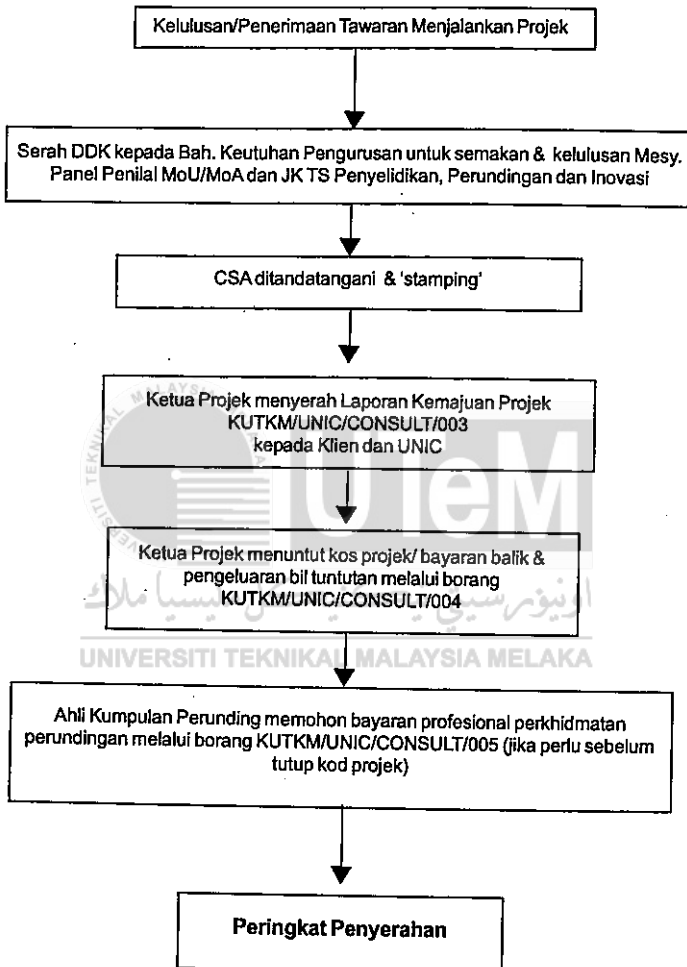 Kelulusan/Penerimaan Tawaran Menjalankan Projek
Serah DDK kepada Bah. Keutuhan Pengurusan untuk semakan & kelulusan Mesy.
Panel Penilai MoU/MoA dan JK TS Penyelidikan, Perundingan dan Inovasi
CSA ditandatangani & 'stamping'
Ketua Projek menyerah Laporan Kemajuan Projek
KUTKM/UNIC/CONSULT/003
kepada Klien dan UNIC
UTeM
Ketua Projek menuntut kos projek/ bayaran balik &
pengeluaran bil tuntutan melalui borang
KUTKM/UNIC/CONSULT/004
UNIVERSITI TEKNIKAL MALAYSIA MELAKA
Ahli Kumpulan Perunding memohon bayaran profesional perkhidmatan
perundingan melalui borang KUTKM/UNIC/CONSULT/005 (jika perlu sebelum
tutup kod projek)
Peringkat Penyerahan